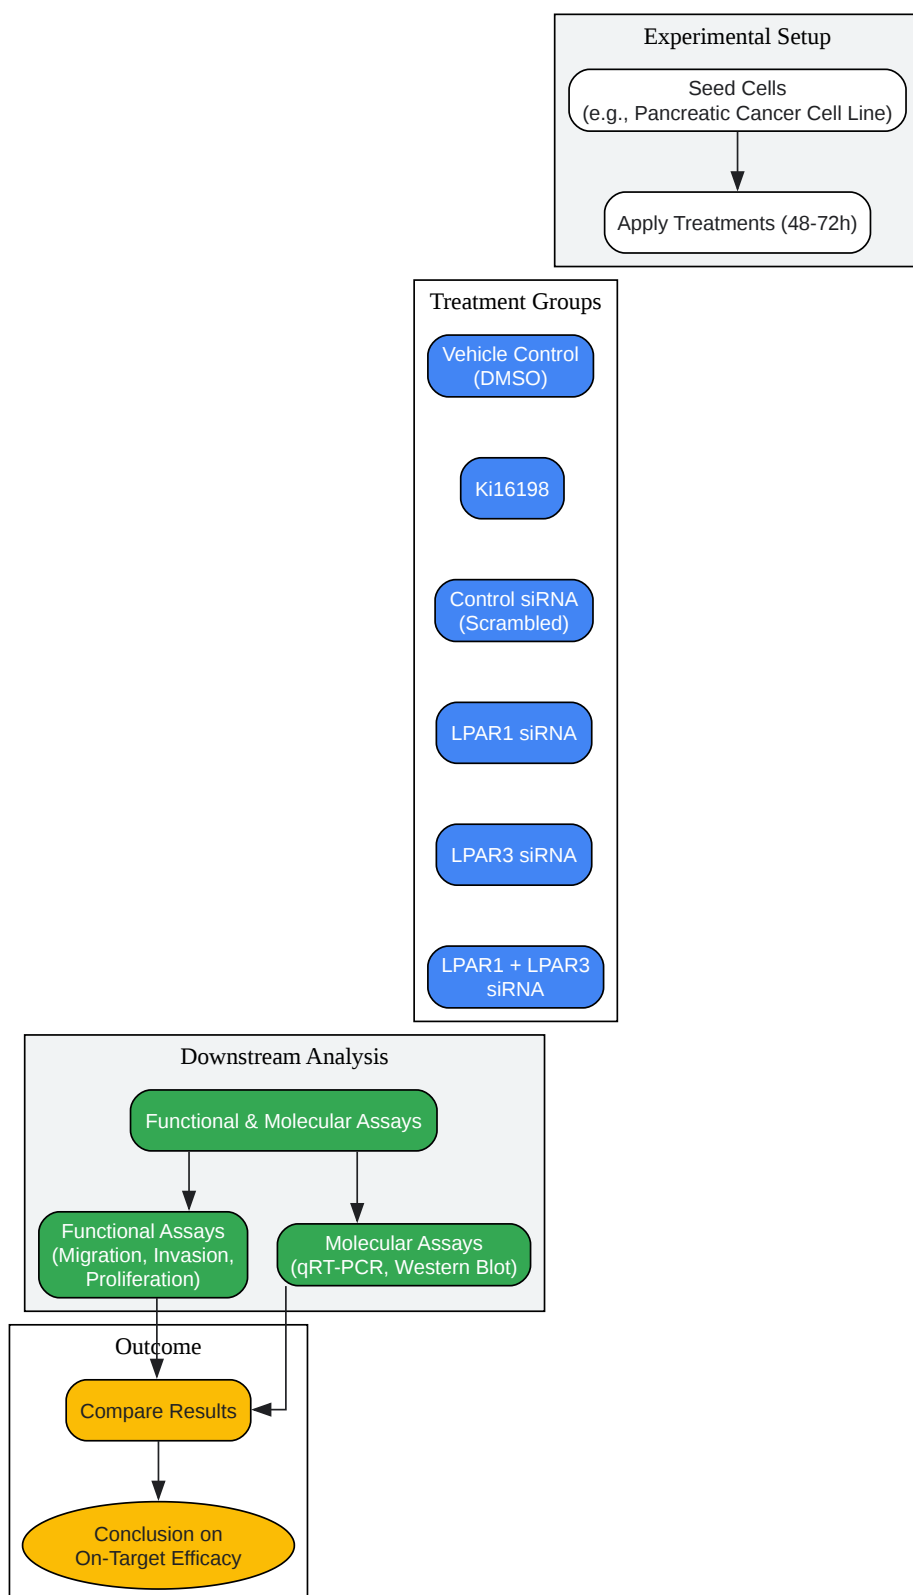 Experimental Setup
Seed Cells
(e.g., Pancreatic Cancer Cell Line)
Apply Treatments (48-72h)
Treatment Groups
Vehicle Control
(DMSO)
Ki16198
Control siRNA
(Scrambled)
LPAR1 siRNA
LPAR3 siRNA
LPAR1 + LPAR3
siRNA
Downstream Analysis
Functional & Molecular Assays
Functional Assays
(Migration, Invasion,
Proliferation)
Molecular Assays
(qRT-PCR, Western Blot)
Outcome
Compare Results
Conclusion on
On-Target Efficacy